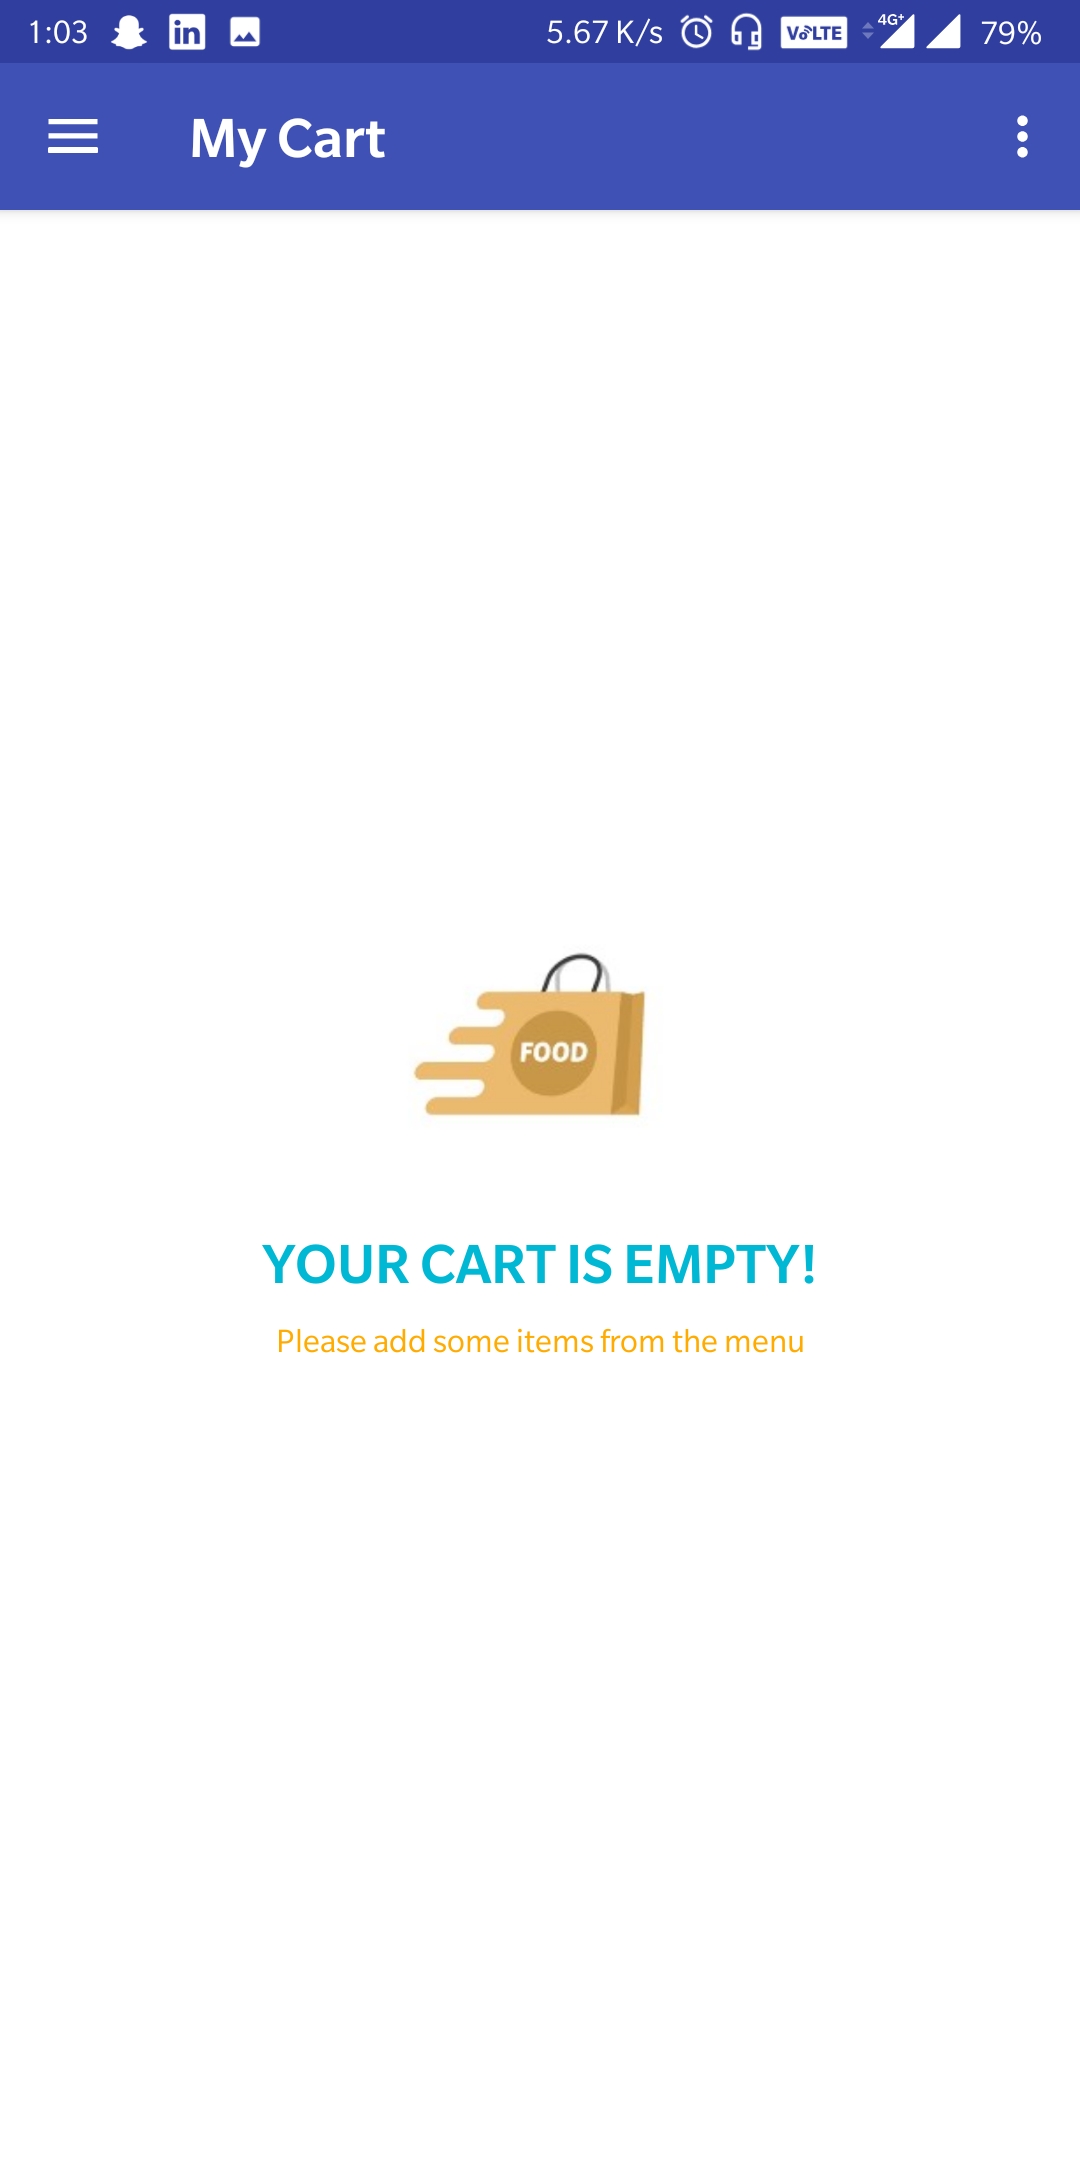 1:03 in 5.67 K/s VoLTE 4G+ 79%
My Cart
FOOD
YOUR CART IS EMPTY!
Please add some items from the menu